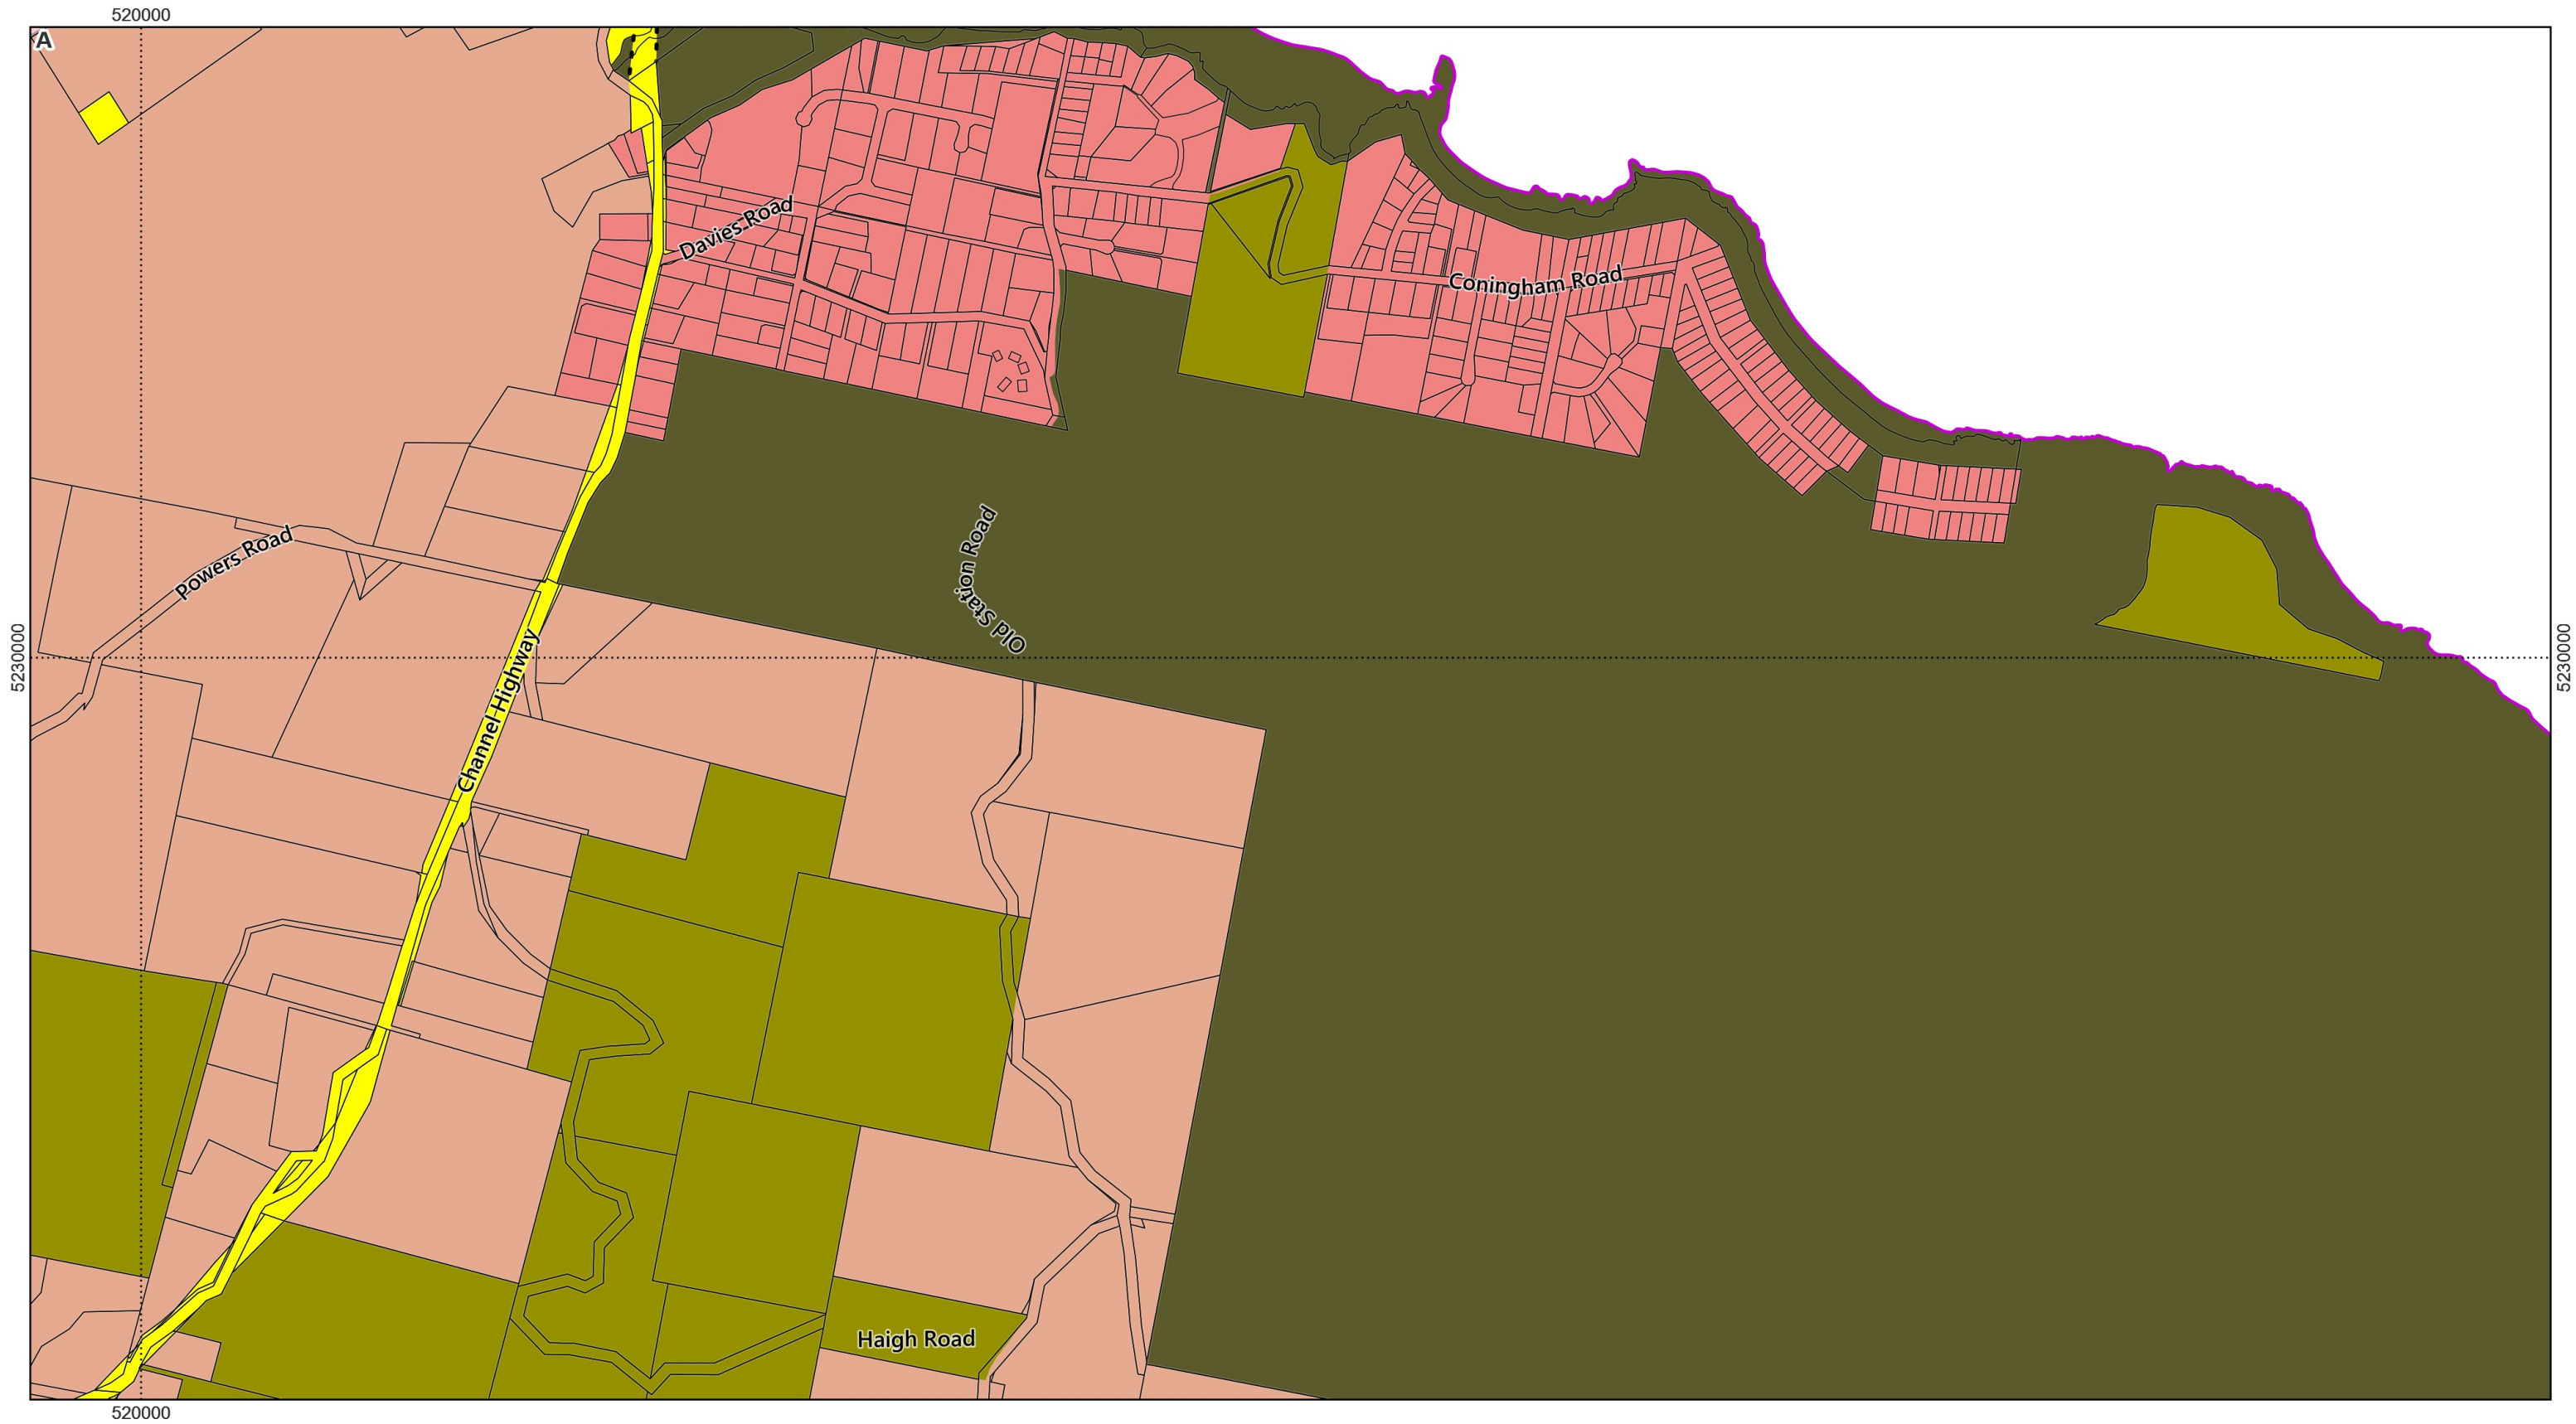 520000
A
Davies Road
Coningham Road
Powers Road
Old Station Road
5230000
5230000
Channel Highway
Haigh Road
520000